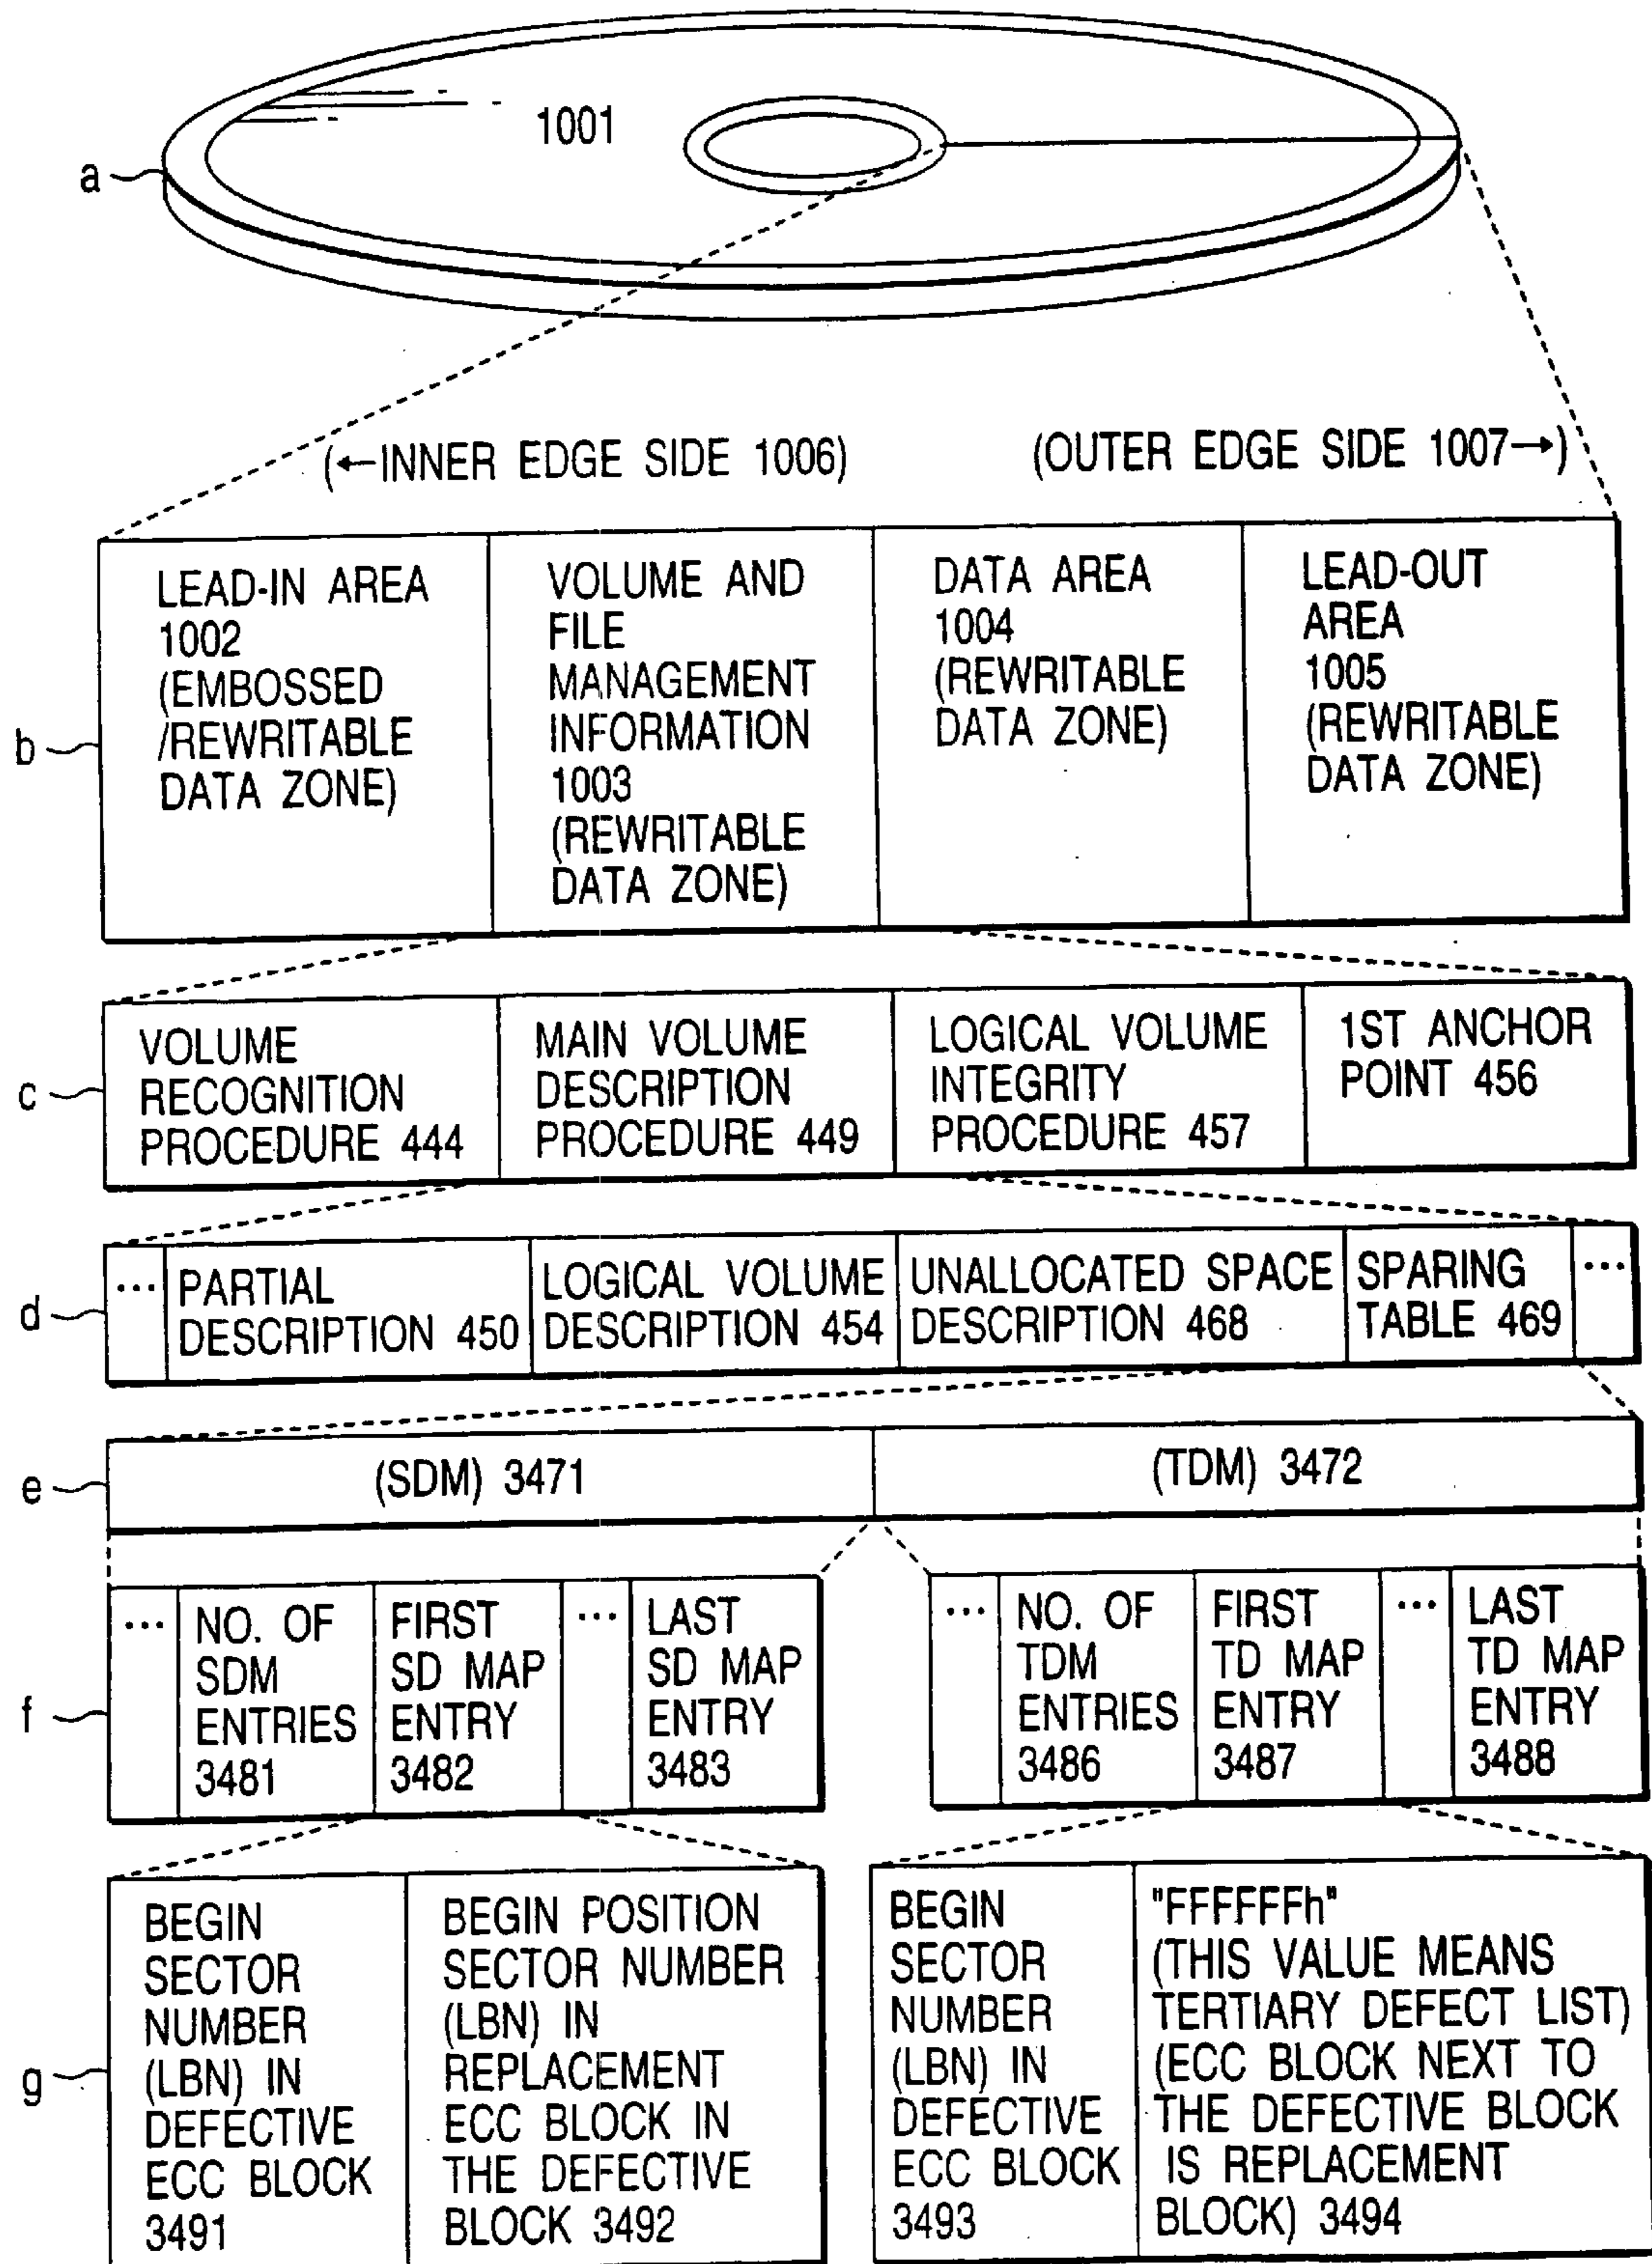 1001
a
(←INNER EDGE SIDE 1006)
(OUTER EDGE SIDE 1007→)
b
LEAD-IN AREA
1002
(EMBOSSED
/REWRITABLE
DATA ZONE)
VOLUME AND
FILE
MANAGEMENT
INFORMATION
1003
(REWRITABLE
DATA ZONE)
DATA AREA
1004
(REWRITABLE
DATA ZONE)
LEAD-OUT
AREA
1005
(REWRITABLE
DATA ZONE)
c
VOLUME
RECOGNITION
PROCEDURE 444
MAIN VOLUME
DESCRIPTION
PROCEDURE 449
LOGICAL VOLUME
INTEGRITY
PROCEDURE 457
1ST ANCHOR
POINT 456
d
...
PARTIAL
DESCRIPTION 450
LOGICAL VOLUME
DESCRIPTION 454
UNALLOCATED SPACE
DESCRIPTION 468
SPARING
TABLE 469
...
e
(SDM) 3471
(TDM) 3472
f
...
NO. OF
SDM
ENTRIES
3481
FIRST
SD MAP
ENTRY
3482
...
LAST
SD MAP
ENTRY
3483
...
NO. OF
TDM
ENTRIES
3486
FIRST
TD MAP
ENTRY
3487
...
LAST
TD MAP
ENTRY
3488
g
BEGIN
SECTOR
NUMBER
(LBN) IN
DEFECTIVE
ECC BLOCK
3491
BEGIN POSITION
SECTOR NUMBER
(LBN) IN
REPLACEMENT
ECC BLOCK IN
THE DEFECTIVE
BLOCK 3492
BEGIN
SECTOR
NUMBER
(LBN) IN
DEFECTIVE
ECC BLOCK
3493
"FFFFFFh"
(THIS VALUE MEANS
TERTIARY DEFECT LIST)
(ECC BLOCK NEXT TO
THE DEFECTIVE BLOCK
IS REPLACEMENT
BLOCK) 3494